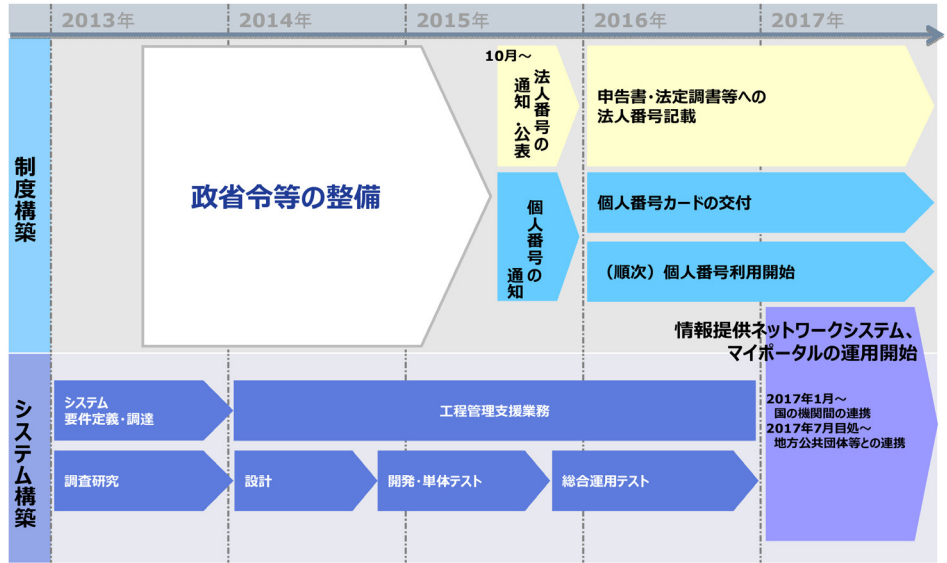 2013年
2014年
2015年
2016年
2017年
制度構築
政省令等の整備
10月～
法人番号の
通知・公表
申告書・法定調書等への
法人番号記載
個人番号の
通知
個人番号カードの交付
（順次）個人番号利用開始
情報提供ネットワークシステム、
マイポータルの運用開始
2017年1月～
国の機関間の連携
2017年7月目処～
地方公共団体等との連携
システム構築
システム
要件定義・調達
工程管理支援業務
調査研究
設計
開発・単体テスト
総合運用テスト